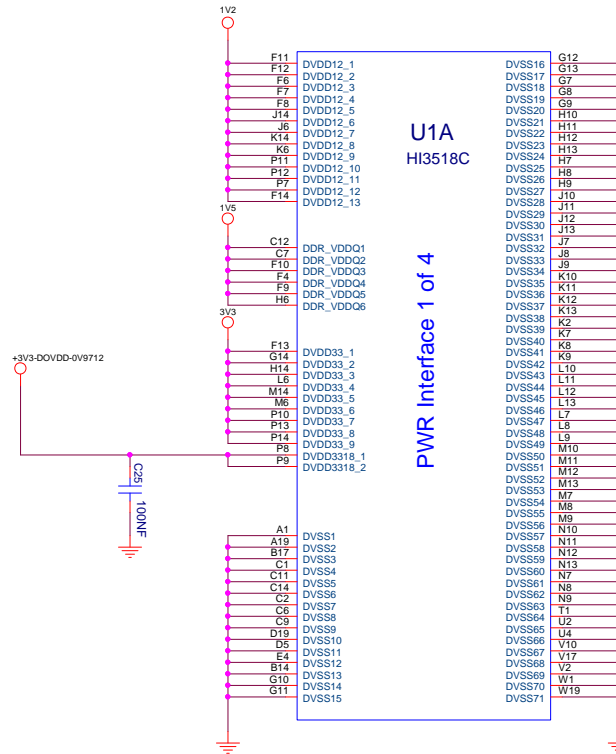 1V2
F11 DVDD12_1
F12 DVDD12_2
F6 DVDD12_3
F7 DVDD12_4
F8 DVDD12_5
J14 DVDD12_6
J6 DVDD12_7
K14 DVDD12_8
K6 DVDD12_9
P11 DVDD12_10
P12 DVDD12_11
P7 DVDD12_12
F14 DVDD12_13
1V5
C12 DDR_VDDQ1
C7 DDR_VDDQ2
F10 DDR_VDDQ3
F4 DDR_VDDQ4
F9 DDR_VDDQ5
H6 DDR_VDDQ6
3V3
+3V3-DOVDD-0V9712
F13 DVDD33_1
G14 DVDD33_2
H14 DVDD33_3
L6 DVDD33_4
M14 DVDD33_5
M6 DVDD33_6
P10 DVDD33_7
P13 DVDD33_8
P14 DVDD33_9
P8 DVDD3318_1
P9 DVDD3318_2
C25
100NF
A1 DVSS1
A19 DVSS2
B17 DVSS3
C1 DVSS4
C11 DVSS5
C14 DVSS6
C2 DVSS7
C6 DVSS8
C9 DVSS9
D19 DVSS10
D5 DVSS11
E4 DVSS12
B14 DVSS13
G10 DVSS14
G11 DVSS15
U1A
HI3518C
PWR Interface 1 of 4
DVSS16 G12
DVSS17 G13
DVSS18 G7
DVSS19 G8
DVSS20 G9
DVSS21 H10
DVSS22 H11
DVSS23 H12
DVSS24 H13
DVSS25 H7
DVSS26 H8
DVSS27 H9
DVSS28 J10
DVSS29 J11
DVSS30 J12
DVSS31 J13
DVSS32 J7
DVSS33 J8
DVSS34 J9
DVSS35 K10
DVSS36 K11
DVSS37 K12
DVSS38 K13
DVSS39 K2
DVSS40 K7
DVSS41 K8
DVSS42 K9
DVSS43 L10
DVSS44 L11
DVSS45 L12
DVSS46 L13
DVSS47 L7
DVSS48 L8
DVSS49 L9
DVSS50 M10
DVSS51 M11
DVSS52 M12
DVSS53 M13
DVSS54 M7
DVSS55 M8
DVSS56 M9
DVSS57 N10
DVSS58 N11
DVSS59 N12
DVSS60 N13
DVSS61 N7
DVSS62 N8
DVSS63 N9
DVSS64 T1
DVSS65 U2
DVSS66 U4
DVSS67 V10
DVSS68 V17
DVSS69 V2
DVSS70 W1
DVSS71 W19